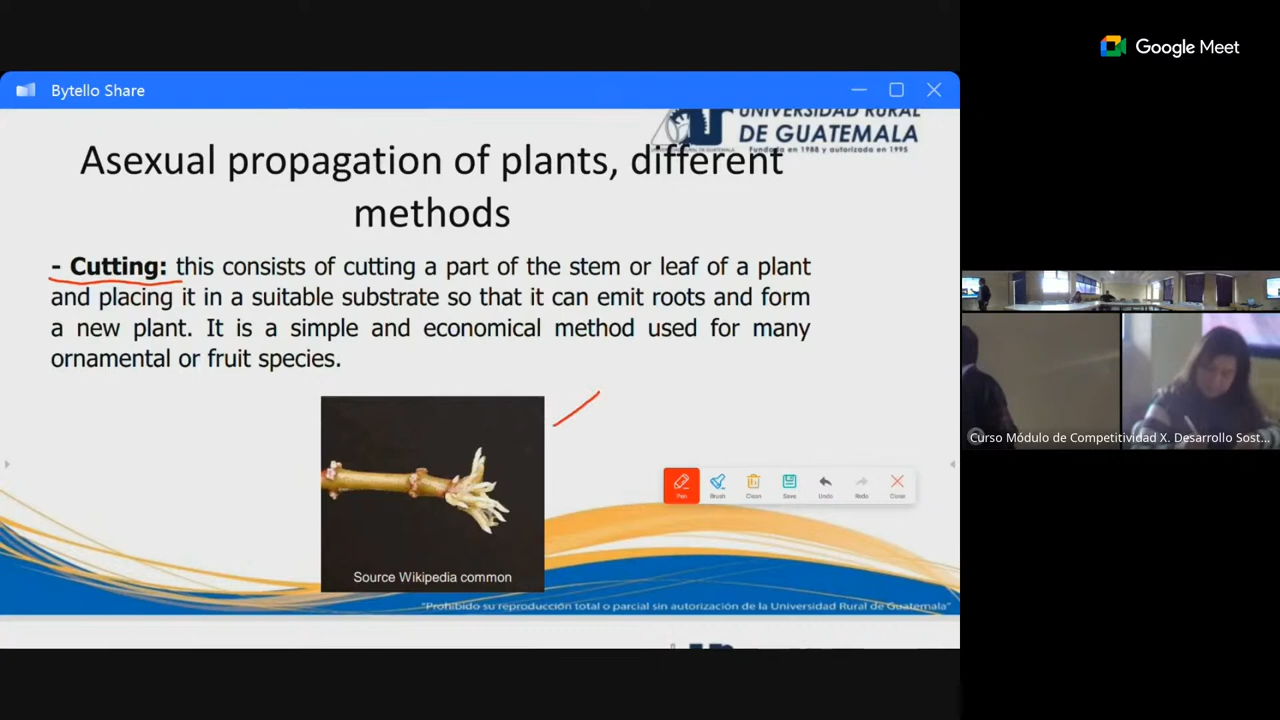 Google Meet
Bytello Share
UNIVERSIDAD RURAL
DE GUATEMALA
Fundada en 1988 y autorizada en 1995
Asexual propagation of plants, different
methods
- Cutting: this consists of cutting a part of the stem or leaf of a plant
and placing it in a suitable substrate so that it can emit roots and form
a new plant. It is a simple and economical method used for many
ornamental or fruit species.
Curso Módulo de Competitividad X. Desarrollo Sost...
Pen
Brush
Clean
Save
Undo
Redo
Close
Source Wikipedia common
"Prohibido su reproducción total o parcial sin autorización de la Universidad Rural de Guatemala"